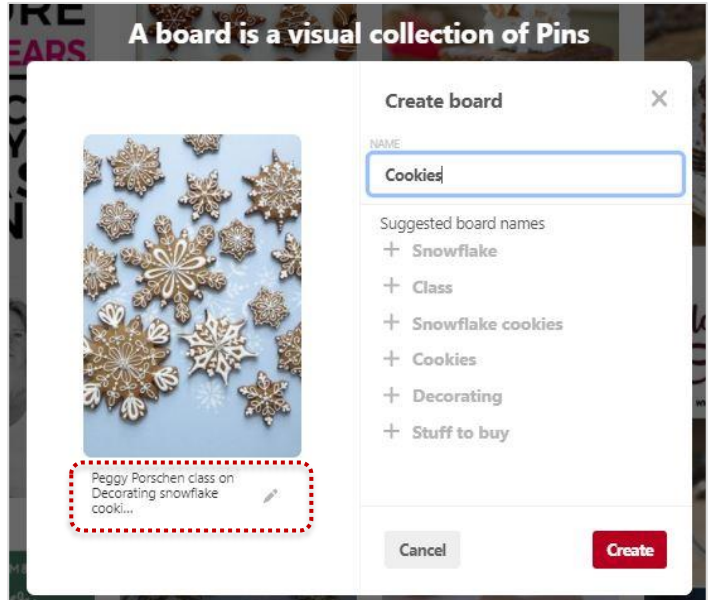 A board is a visual collection of Pins
Create board
NAME
Cookies
Suggested board names
+ Snowflake
+ Class
+ Snowflake cookies
+ Cookies
+ Decorating
+ Stuff to buy
Peggy Porschen class on
Decorating snowflake
cooki...
Cancel
Create